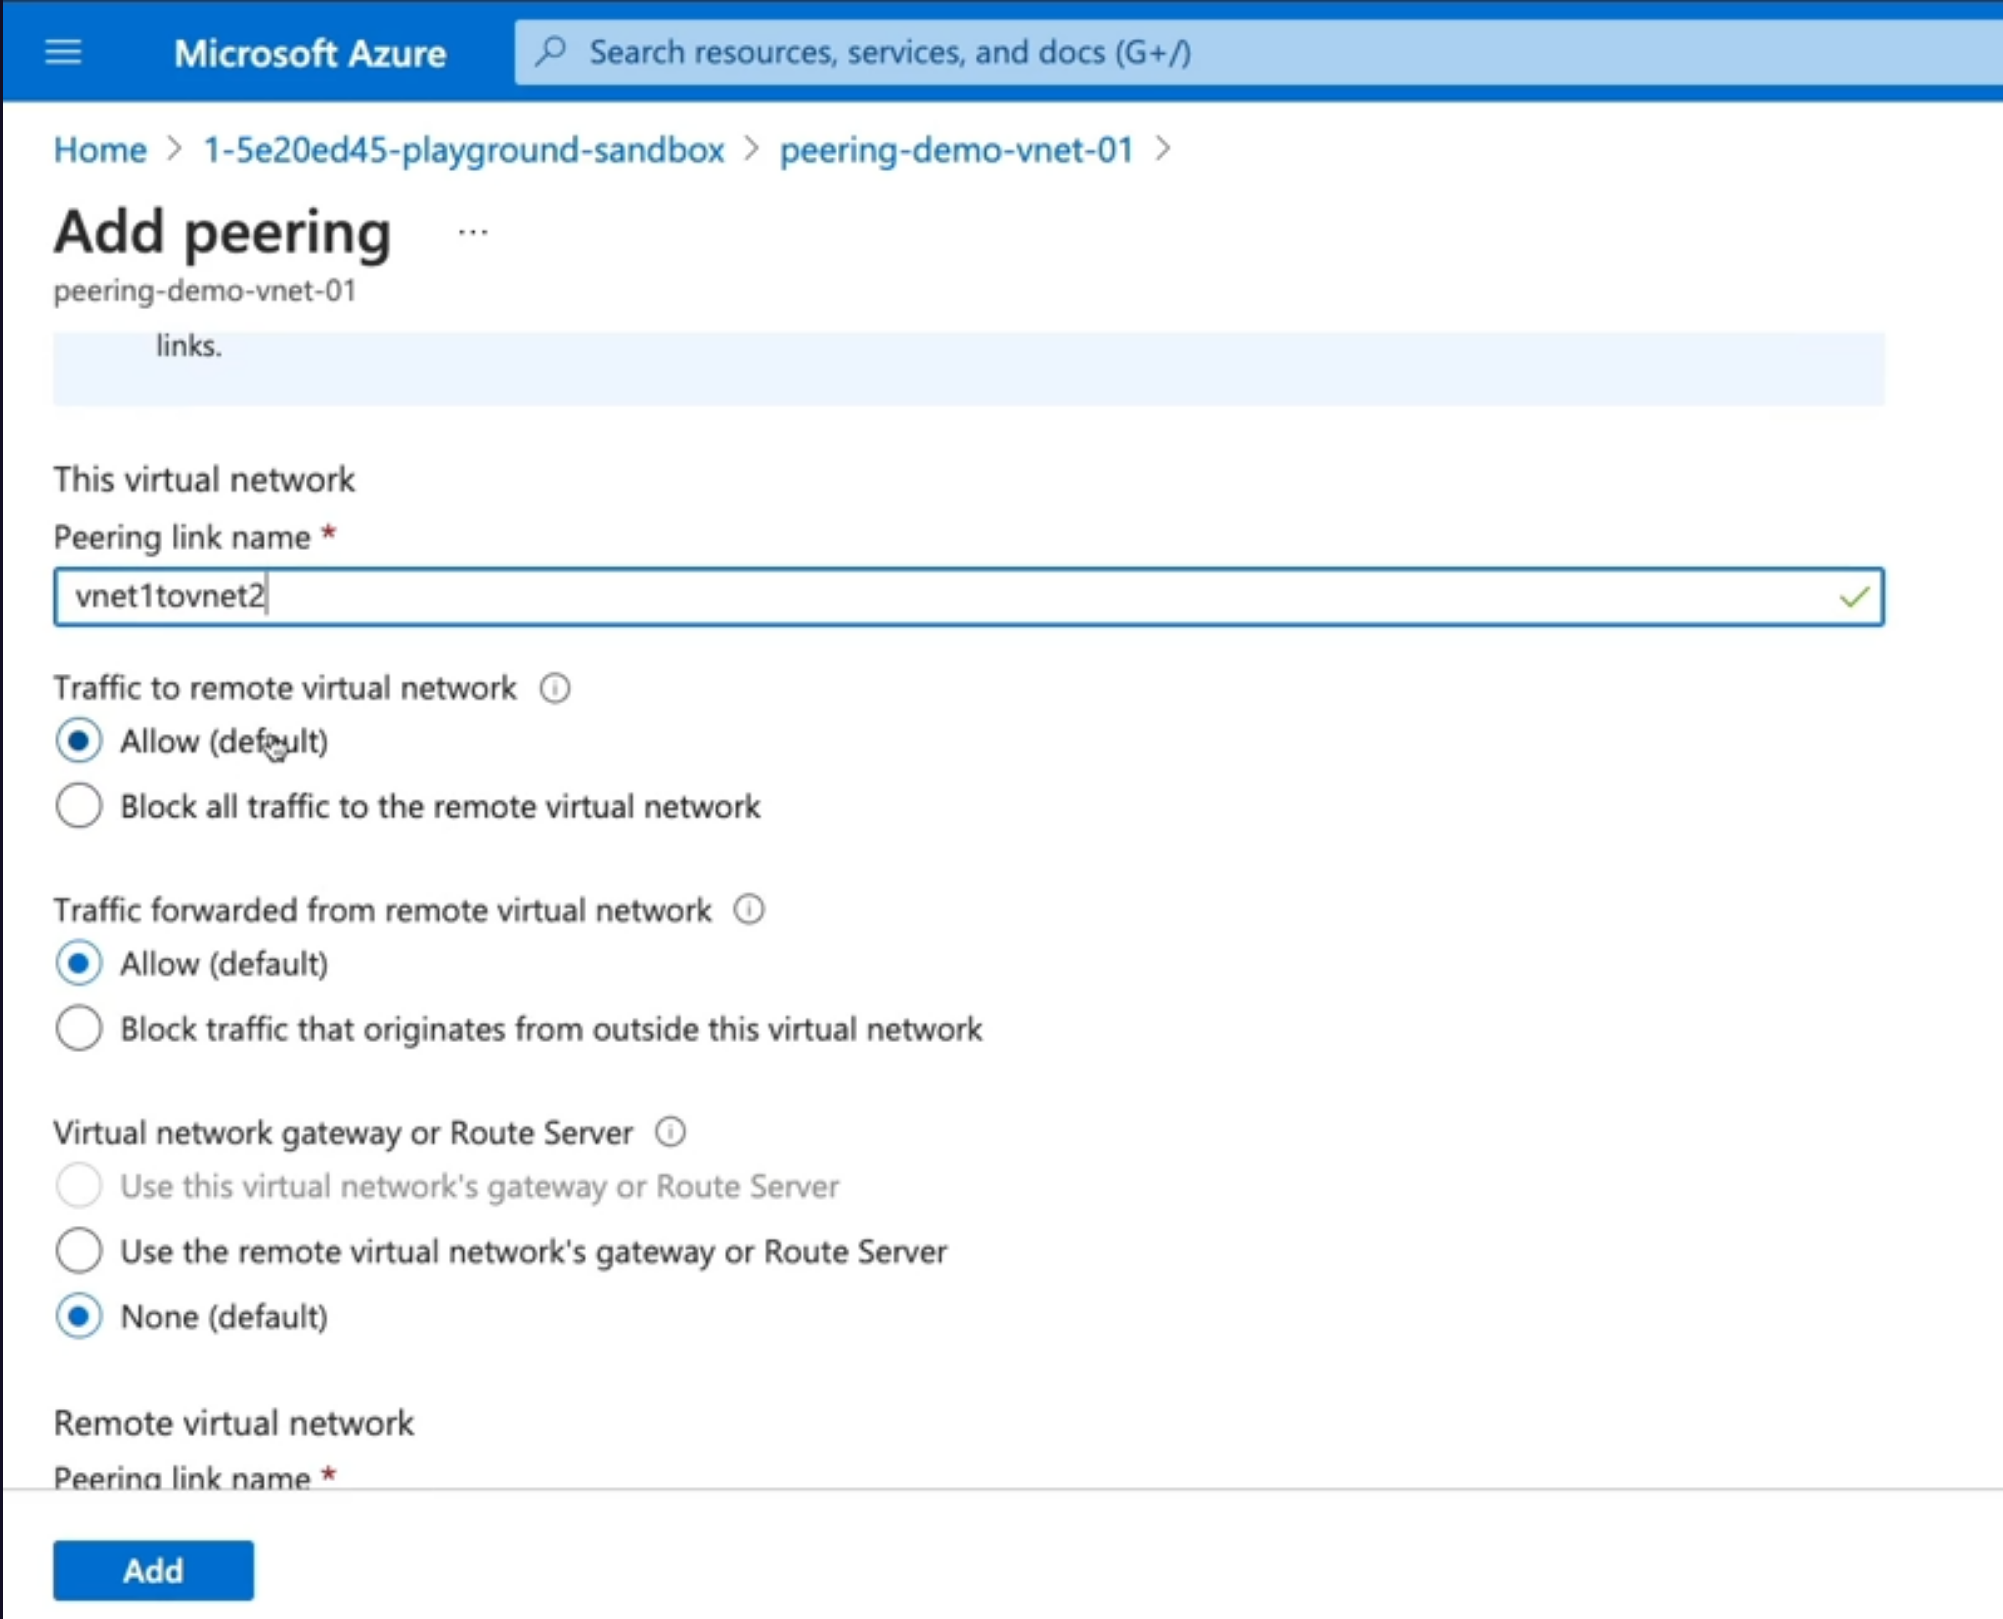 Microsoft Azure
Search resources, services, and docs (G+/)
Home > 1-5e20ed45-playground-sandbox > peering-demo-vnet-01 >
Add peering ...
peering-demo-vnet-01
links.
This virtual network
Peering link name *
vnet1tovnet2
Traffic to remote virtual network
Allow (default)
Block all traffic to the remote virtual network
Traffic forwarded from remote virtual network
Allow (default)
Block traffic that originates from outside this virtual network
Virtual network gateway or Route Server
Use this virtual network's gateway or Route Server
Use the remote virtual network's gateway or Route Server
None (default)
Remote virtual network
Peering link name *
Add